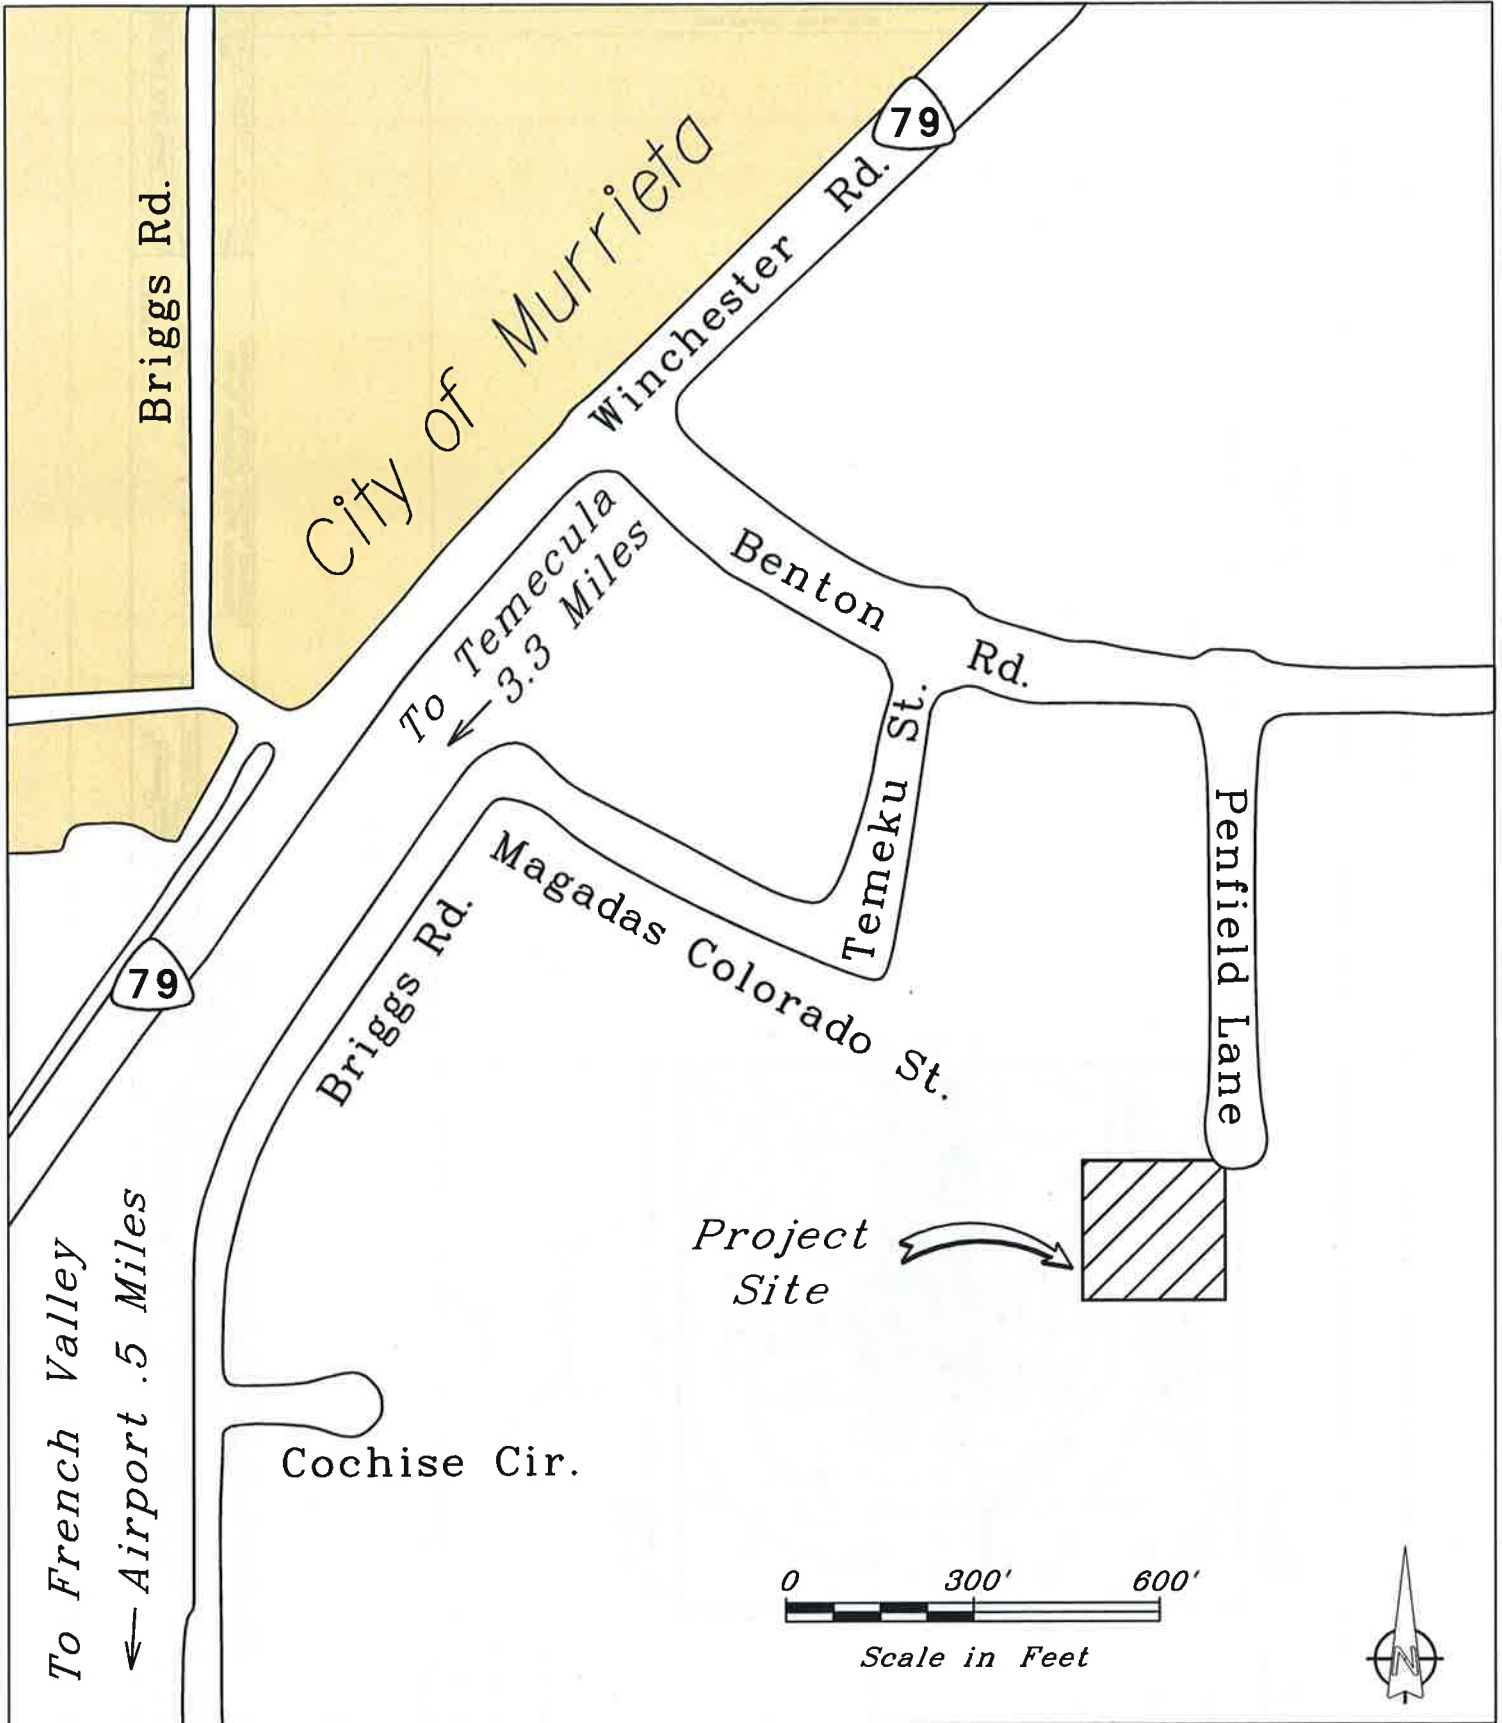 79
Briggs Rd.
City of Murrieta
Winchester Rd.
To Temecula
3.3 Miles
Benton Rd.
Temeku St.
Penfield Lane
Magadas Colorado St.
Briggs Rd.
79
Project
Site
To French Valley
Airport .5 Miles
Cochise Cir.
0 300' 600'
Scale in Feet
N